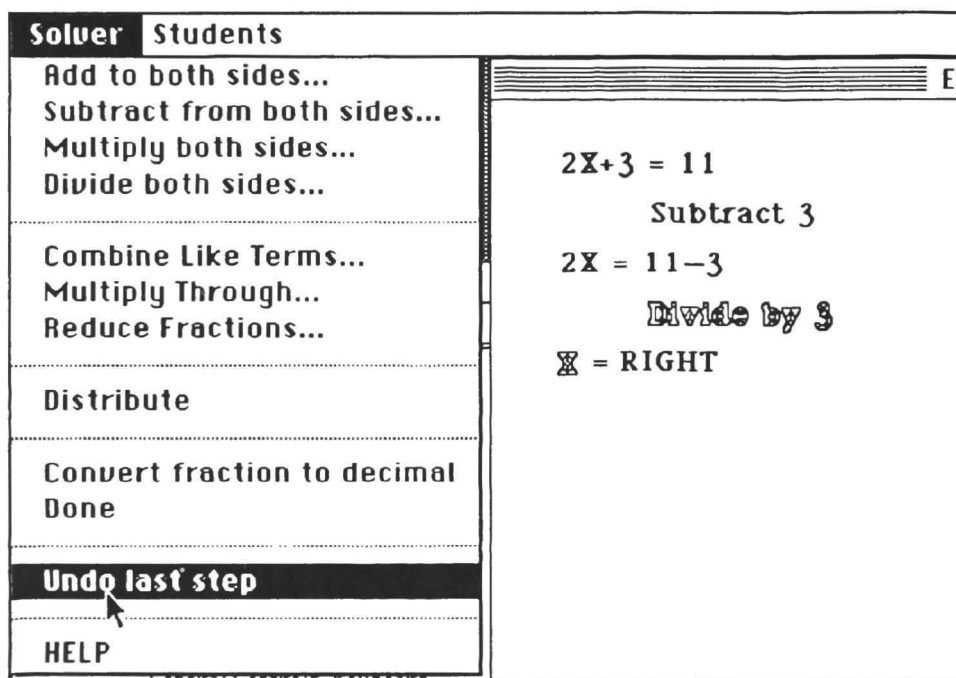 Solver Students
Add to both sides...
Subtract from both sides...
Multiply both sides...
Divide both sides...
Combine Like Terms...
Multiply Through...
Reduce Fractions...
Distribute
Convert fraction to decimal
Done
Undo last step
HELP
E
2X+3 = 11
Subtract 3
2X = 11−3
Divide by 3
X = RIGHT